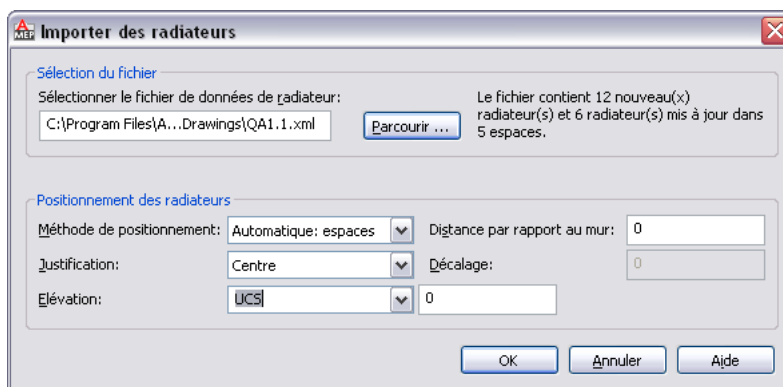 MEP Importer des radiateurs
Sélection du fichier
Sélectionner le fichier de données de radiateur:
C:\Program Files\A...Drawings\QA1.1.xml
Parcourir ...
Le fichier contient 12 nouveau(x)
radiateur(s) et 6 radiateur(s) mis à jour dans
5 espaces.
Positionnement des radiateurs
Méthode de positionnement: Automatique: espaces Distance par rapport au mur: 0
Justification: Centre Décalage: 0
Elévation: UCS 0
OK Annuler Aide